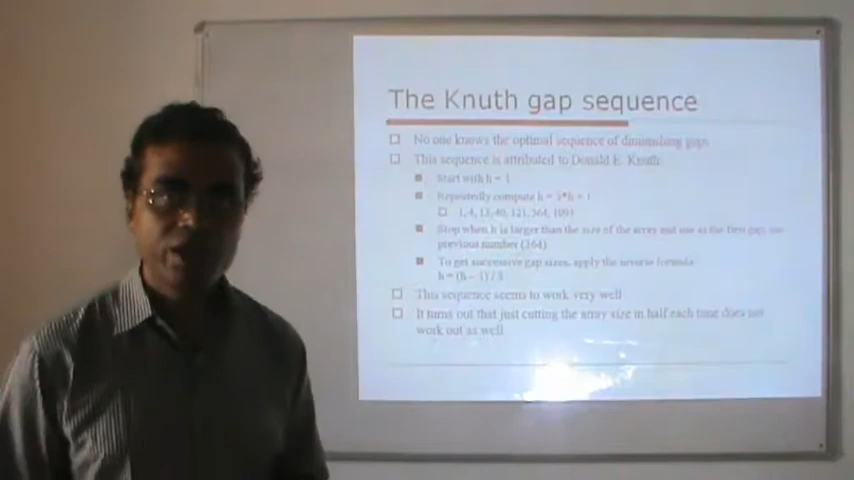 The Knuth gap sequence
No one knows the optimal sequence of diminishing gaps
This sequence is attributed to Donald E. Knuth
Start with h = 1
Repeatedly compute h = 3*h + 1
1, 4, 13, 40, 121, 364, 1093
Stop when h is larger than the size of the array and use as the first gap, the
previous number (364)
To get successive gap sizes, apply the inverse formula:
h = (h – 1) / 3
This sequence seems to work very well
It turns out that just cutting the array size in half each time does not
work out as well